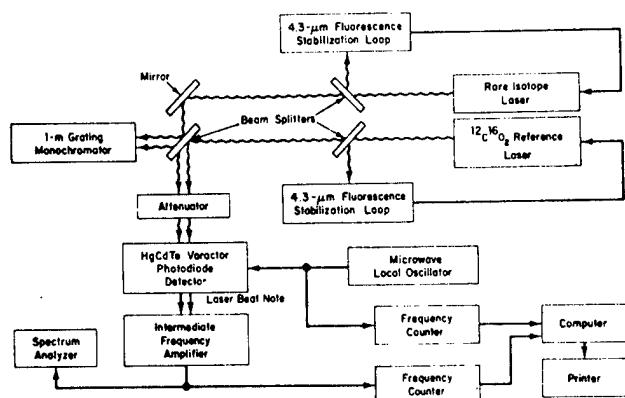 4.3-μm Fluorescence
Stabilization Loop
Mirror
Rare Isotope
Laser
1-m Grating
Monochromator
Beam Splitters
12C16O2 Reference
Laser
4.3-μm Fluorescence
Stabilization Loop
Attenuator
HgCdTe Varactor
Photodiode
Detector
Microwave
Local Oscillator
Laser Beat Note
Spectrum
Analyzer
Intermediate
Frequency
Amplifier
Frequency
Counter
Computer
Frequency
Counter
Printer